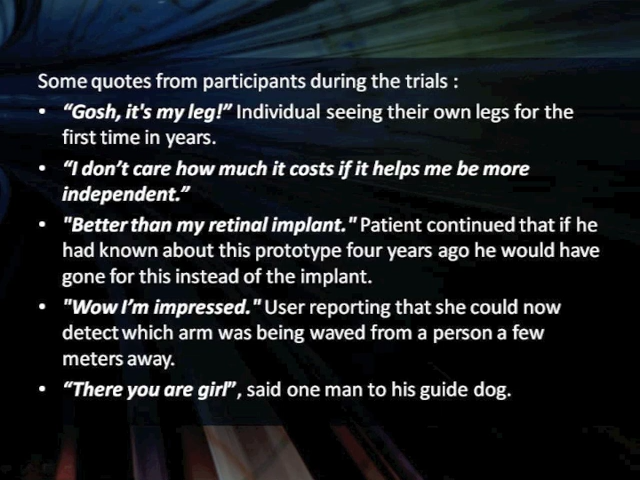 Some quotes from participants during the trials :
• “Gosh, it's my leg!” Individual seeing their own legs for the
first time in years.
• “I don’t care how much it costs if it helps me be more
independent.”
• "Better than my retinal implant." Patient continued that if he
had known about this prototype four years ago he would have
gone for this instead of the implant.
• "Wow I’m impressed." User reporting that she could now
detect which arm was being waved from a person a few
meters away.
• “There you are girl”, said one man to his guide dog.